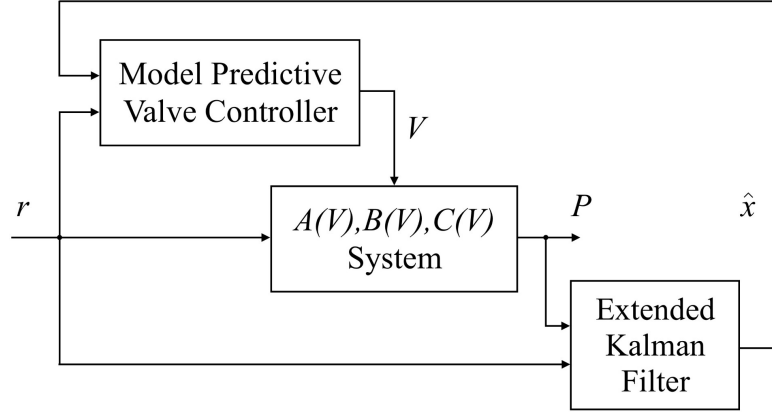 Model Predictive
Valve Controller
V
r
A(V),B(V),C(V)
System
P
x̂
Extended
Kalman
Filter